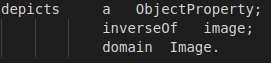 depicts a ObjectProperty;
inverseOf image;
domain Image.